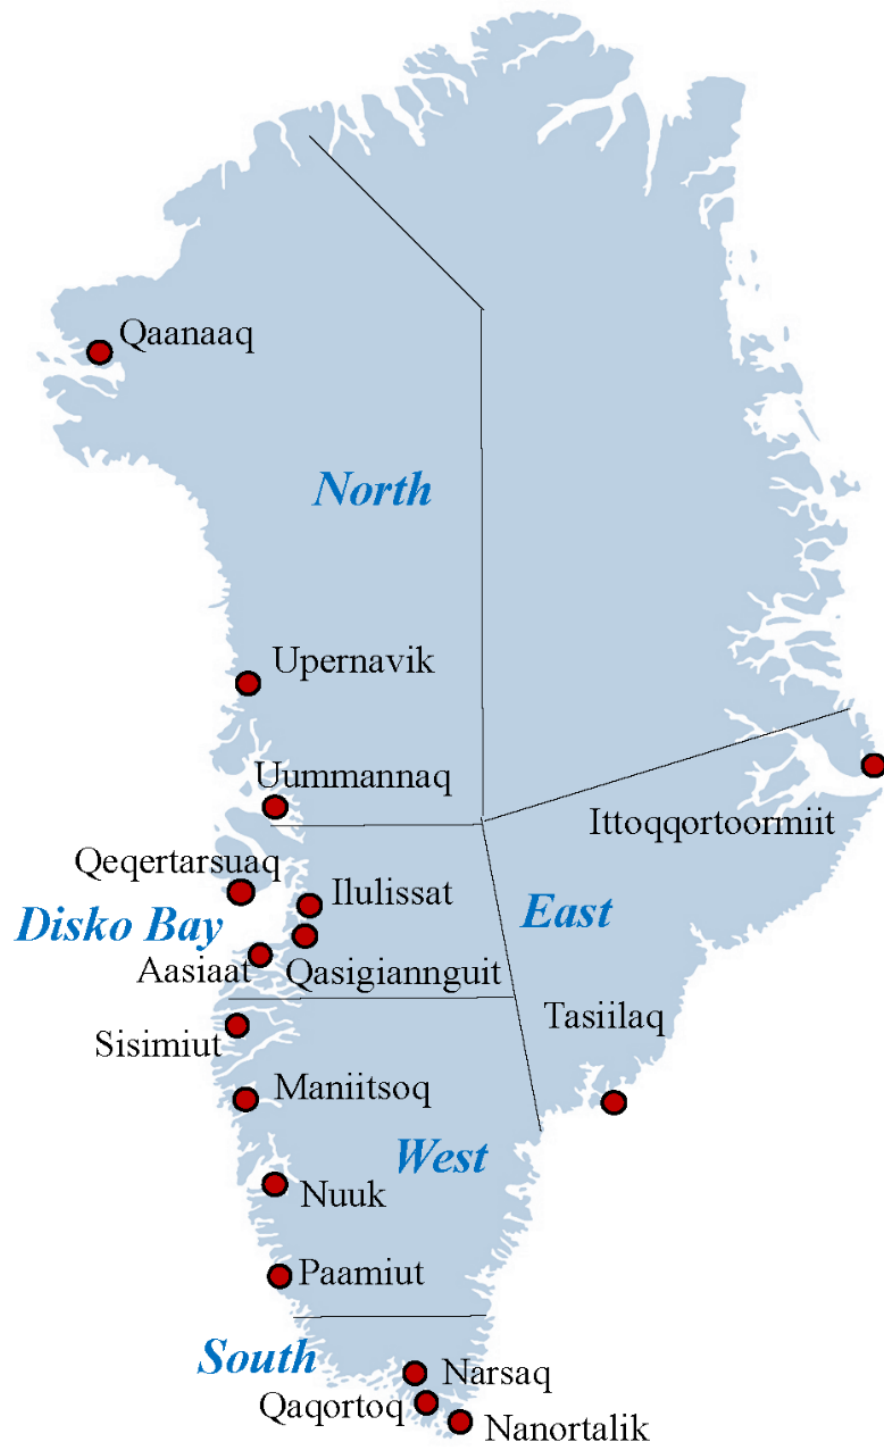 Qaanaaq
North
Upernavik
Uummannaq
Ittoqqortoormiit
Qeqertarsuaq
Ilulissat
Disko Bay
East
Aasiaat
Qasigiannguit
Tasiilaq
Sisimiut
Maniitsoq
West
Nuuk
Paamiut
South
Narsaq
Qaqortoq
Nanortalik